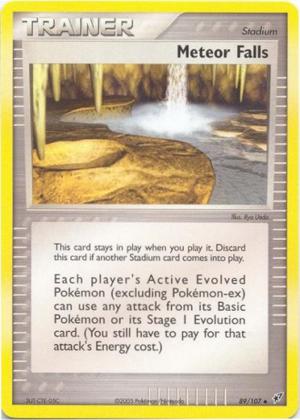 TRAINER
Stadium
Meteor Falls
Illus. Ryo Ueda
This card stays in play when you play it. Discard
this card if another Stadium card comes into play.
Each player's Active Evolved
Pokémon (excluding Pokémon-ex)
can use any attack from its Basic
Pokémon or its Stage 1 Evolution
card. (You still have to pay for that
attack's Energy cost.)
©2005 Pokémon/Nintendo
89/107